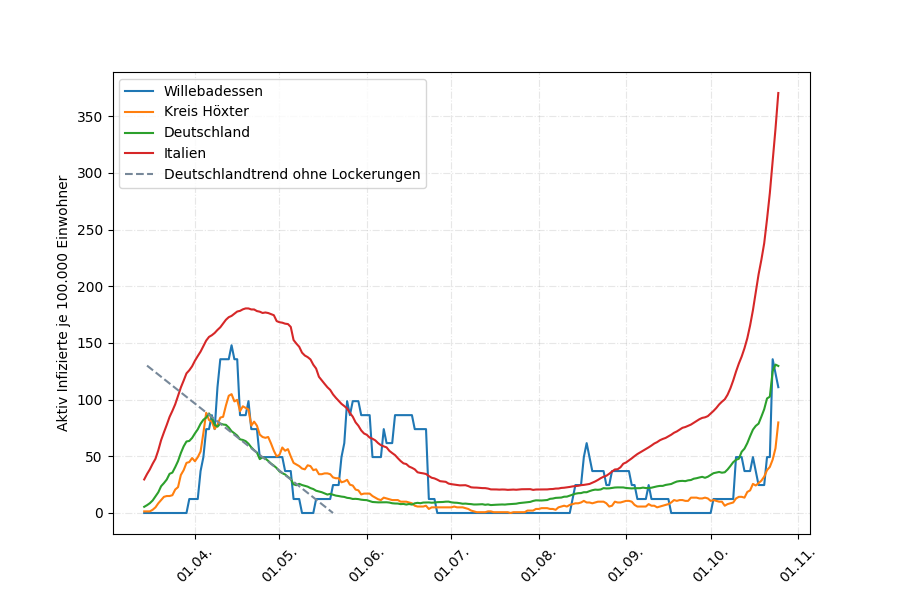 Willebadessen
Kreis Höxter
Deutschland
Italien
Deutschlandtrend ohne Lockerungen
Aktiv Infizierte je 100.000 Einwohner
350
300
250
200
150
100
50
0
01.04.
01.05.
01.06.
01.07.
01.08.
01.09.
01.10.
01.11.